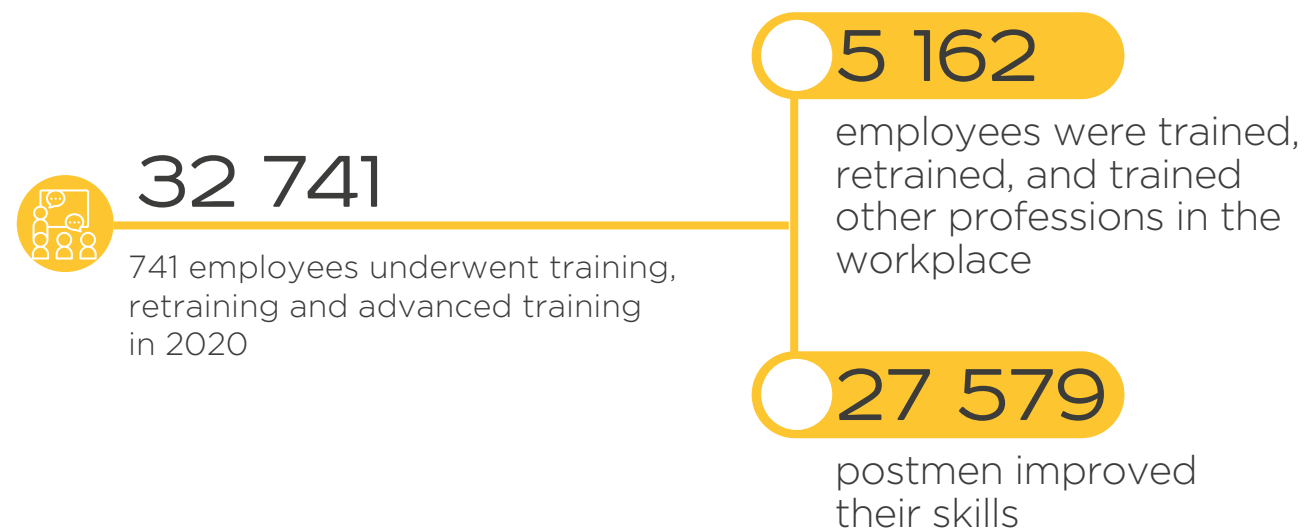 32 741
741 employees underwent training,
retraining and advanced training
in 2020
5 162
employees were trained,
retrained, and trained
other professions in the
workplace
27 579
postmen improved
their skills